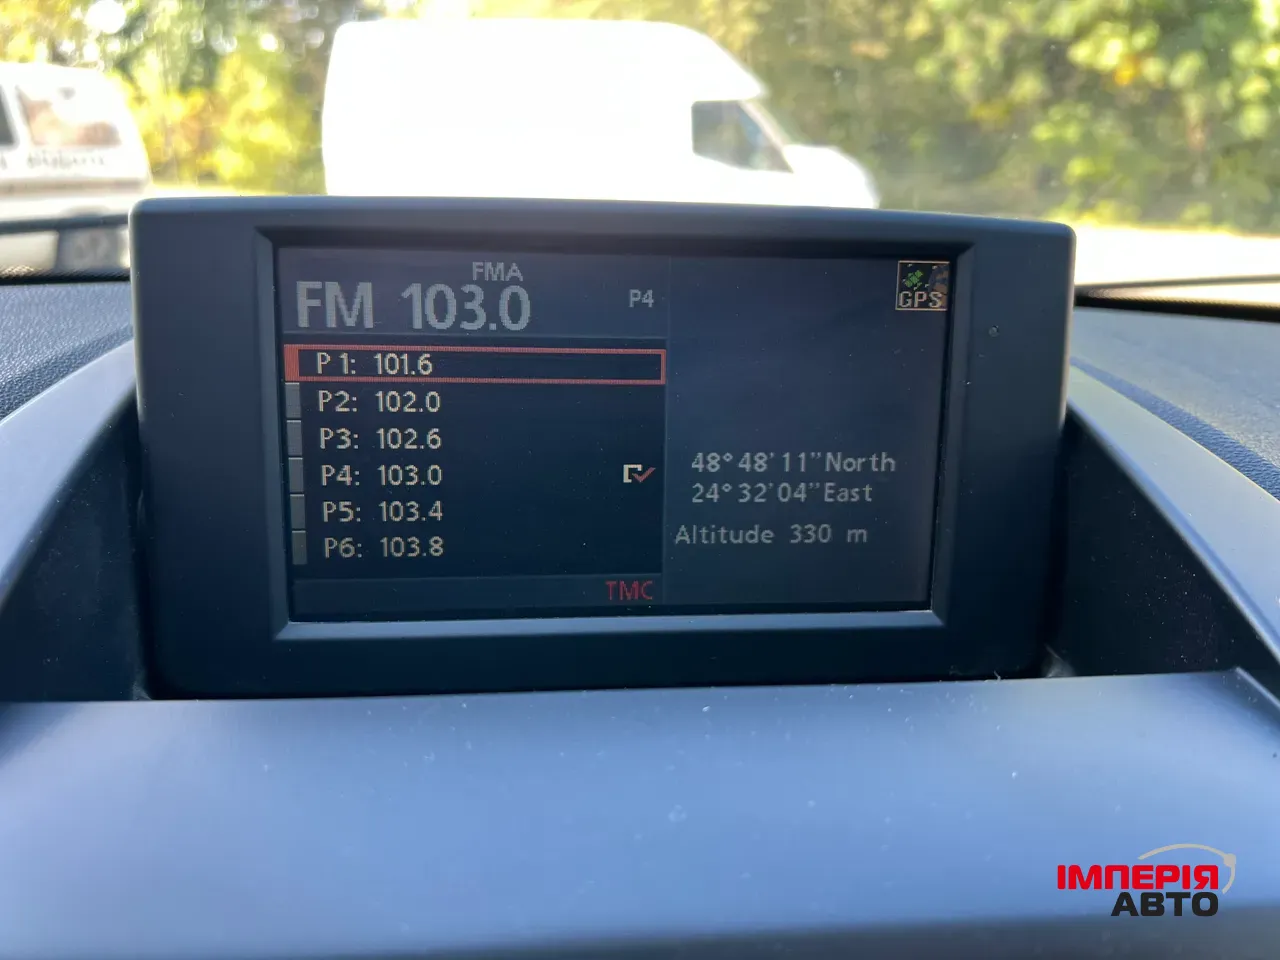 FMA
FM 103.0
P4
P 1: 101.6
P2: 102.0
P3: 102.6
P4: 103.0
P5: 103.4
P6: 103.8
TMC
GPS
48° 48' 11" North
24° 32' 04" East
Altitude 330 m
ІМПЕРІЯ
АВТО